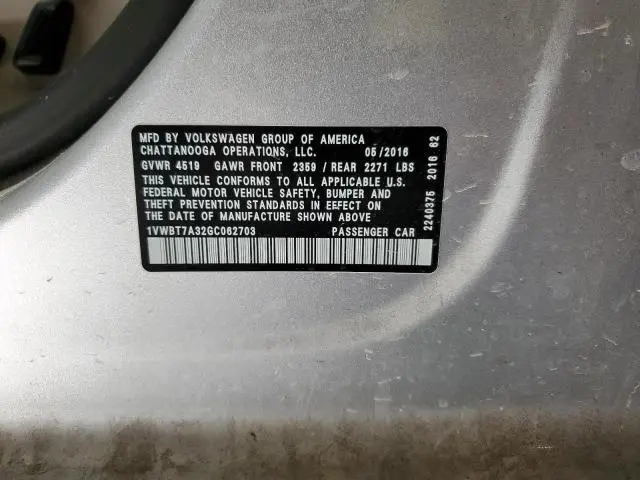 MFD BY VOLKSWAGEN GROUP OF AMERICA
CHATTANOOGA OPERATIONS, LLC. 05/2016
GVWR 4519 GAWR FRONT 2359 / REAR 2271 LBS
THIS VEHICLE CONFORMS TO ALL APPLICABLE U.S.
FEDERAL MOTOR VEHICLE SAFETY, BUMPER AND
THEFT PREVENTION STANDARDS IN EFFECT ON
THE DATE OF MANUFACTURE SHOWN ABOVE
1VWBT7A32GC062703 PASSENGER CAR
2240375 2016 62